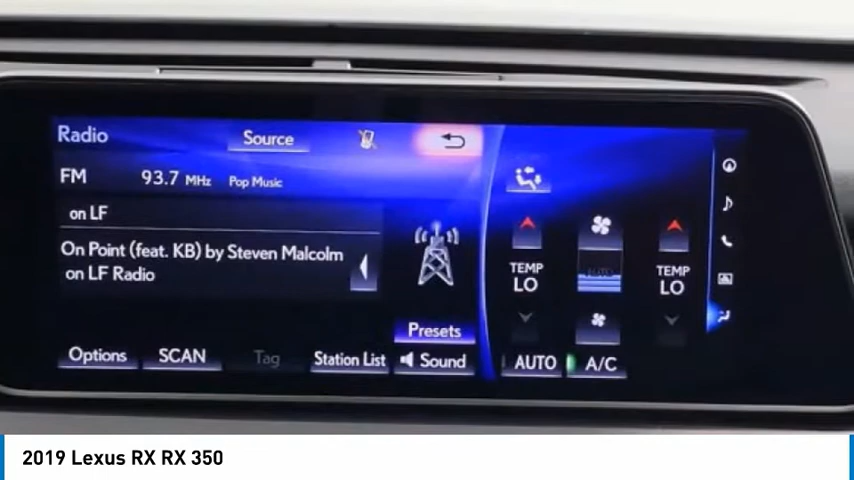 Radio
Source
FM 93.7 MHz Pop Music
on LF
On Point (feat. KB) by Steven Malcolm
on LF Radio
Options
SCAN
Tag
Station List
Presets
Sound
TEMP
LO
AUTO
TEMP
LO
AUTO
A/C
2019 Lexus RX RX 350